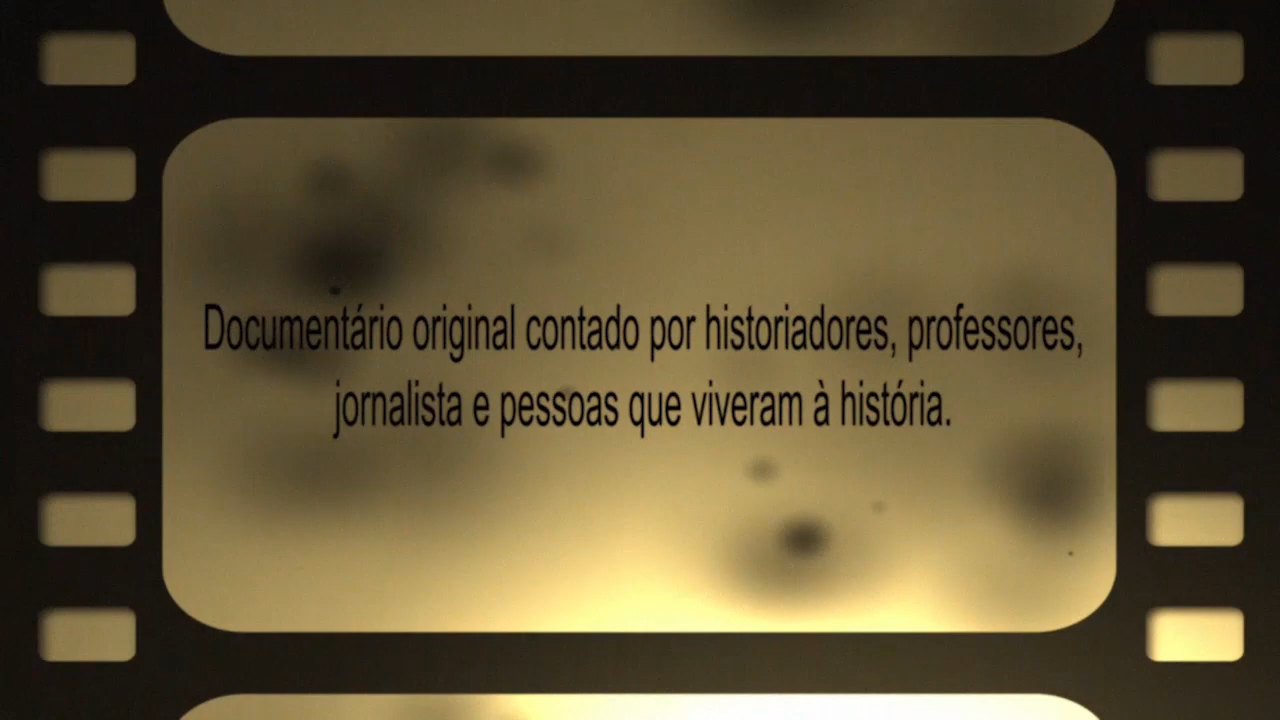 Documentário original contado por historiadores, professores,
jornalista e pessoas que viveram à história.